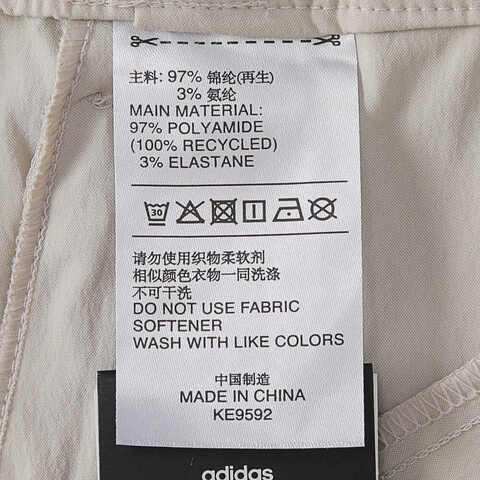 主料: 97% 锦纶(再生)
3% 氨纶
MAIN MATERIAL:
97% POLYAMIDE
(100% RECYCLED)
3% ELASTANE
30
请勿使用织物柔软剂
相似颜色衣物一同洗涤
不可干洗
DO NOT USE FABRIC
SOFTENER
WASH WITH LIKE COLORS
中国制造
MADE IN CHINA
KE9592
adidas